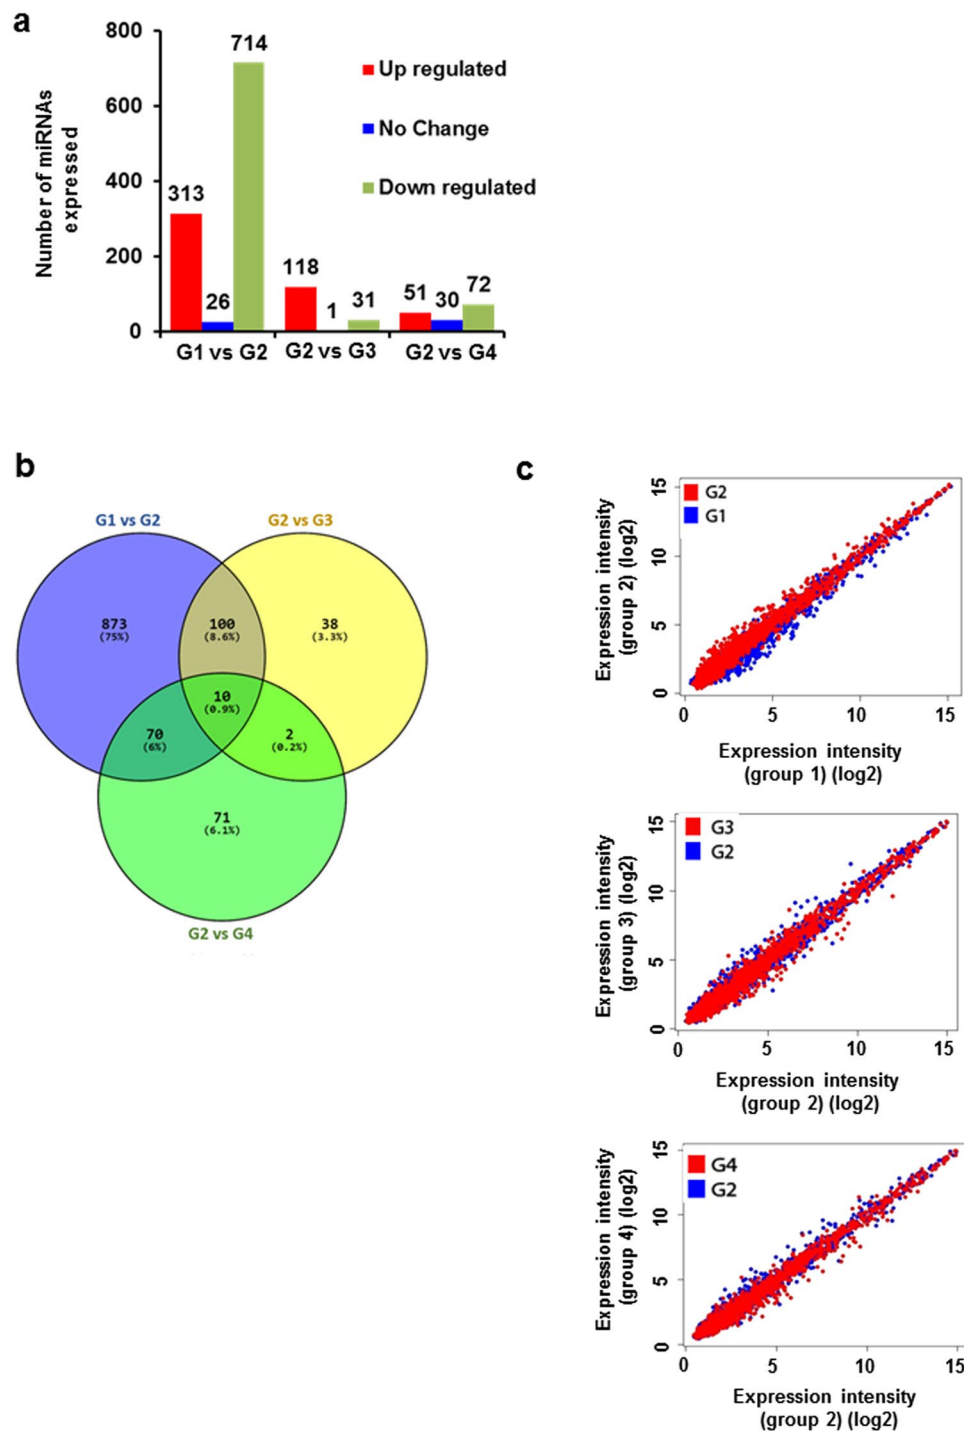 a
800
600
400
200
0
Number of miRNAs
expressed
313
26
714
118
1
31
51
30
72
Up regulated
No Change
Down regulated
G1 vs G2
G2 vs G3
G2 vs G4
b
G1 vs G2
G2 vs G3
873
(75%)
100
(8.6%)
38
(3.3%)
10
(0.9%)
70
(6%)
2
(0.2%)
71
(6.1%)
G2 vs G4
c
G2
G1
Expression intensity
(group 2) (log2)
15
10
5
0
0 5 10 15
Expression intensity
(group 1) (log2)
G3
G2
Expression intensity
(group 3) (log2)
15
10
5
0
0 5 10 15
Expression intensity
(group 2) (log2)
G4
G2
Expression intensity
(group 4) (log2)
15
10
5
0
0 5 10 15
Expression intensity
(group 2) (log2)